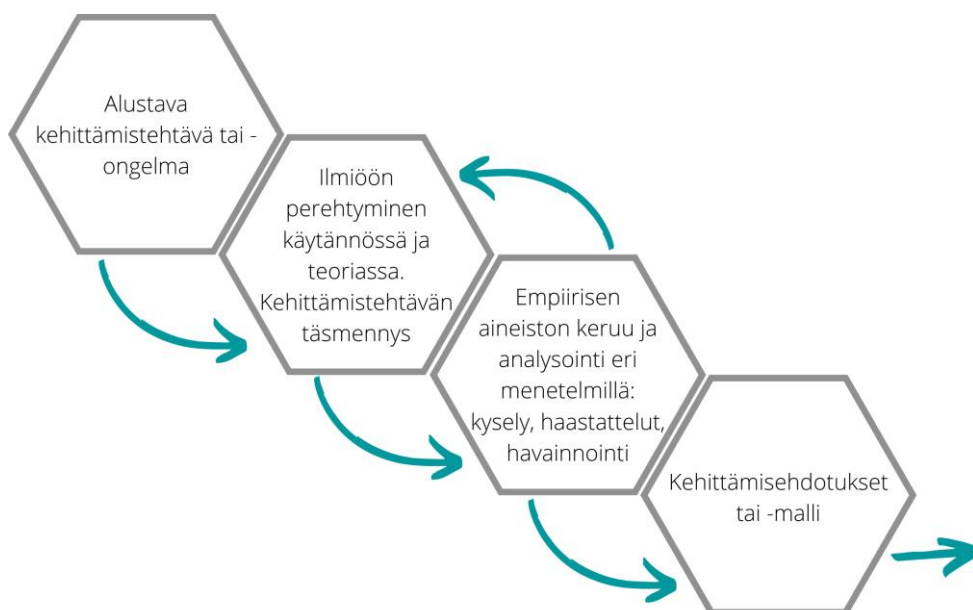 Alustava
kehittämistehtävä tai -
ongelma
Ilmiöön
perehtyminen
käytännössä ja
teoriassa.
Kehittämistehtävän
täsmennys
Empiirisen
aineiston keruu ja
analysointi eri
menetelmillä:
kysely, haastattelut,
havainnointi
Kehittämisehdotukset
tai -malli